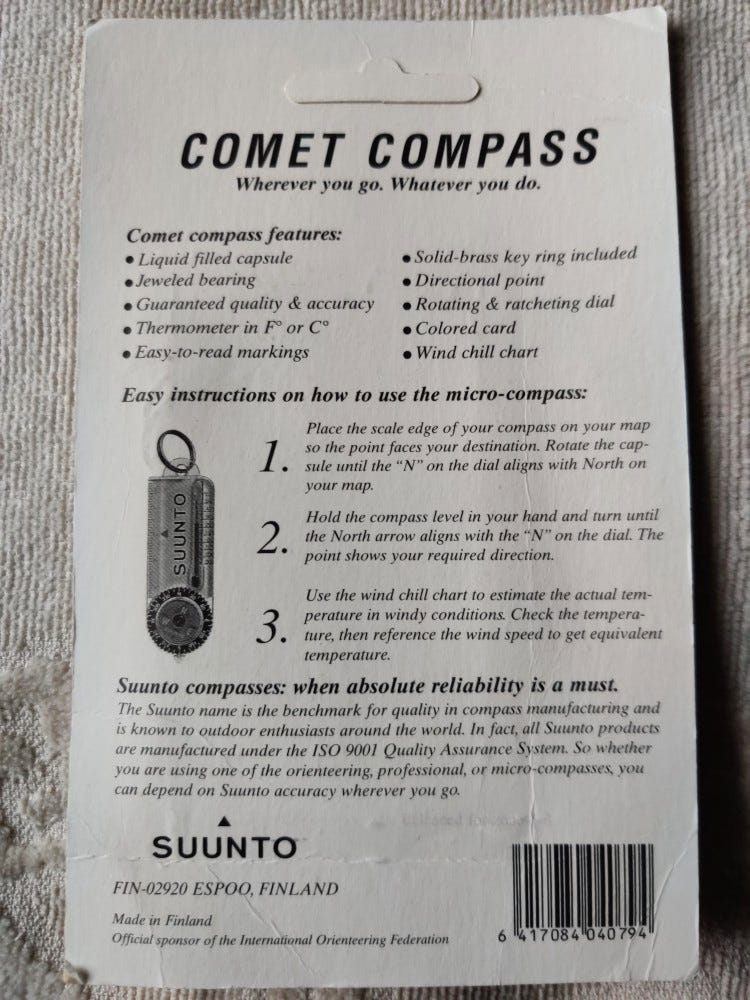 COMET COMPASS
Wherever you go. Whatever you do.
Comet compass features:
• Liquid filled capsule
• Jeweled bearing
• Guaranteed quality & accuracy
• Thermometer in F° or C°
• Easy-to-read markings
• Solid-brass key ring included
• Directional point
• Rotating & ratcheting dial
• Colored card
• Wind chill chart
Easy instructions on how to use the micro-compass:
SUUNTO
1.
Place the scale edge of your compass on your map
so the point faces your destination. Rotate the cap-
sule until the “N” on the dial aligns with North on
your map.
2.
Hold the compass level in your hand and turn until
the North arrow aligns with the “N” on the dial. The
point shows your required direction.
3.
Use the wind chill chart to estimate the actual tem-
perature in windy conditions. Check the tempera-
ture, then reference the wind speed to get equivalent
temperature.
Suunto compasses: when absolute reliability is a must.
The Suunto name is the benchmark for quality in compass manufacturing and
is known to outdoor enthusiasts around the world. In fact, all Suunto products
are manufactured under the ISO 9001 Quality Assurance System. So whether
you are using one of the orienteering, professional, or micro-compasses, you
can depend on Suunto accuracy wherever you go.
SUUNTO
FIN-02920 ESPOO, FINLAND
Made in Finland
Official sponsor of the International Orienteering Federation
6 417084 040794